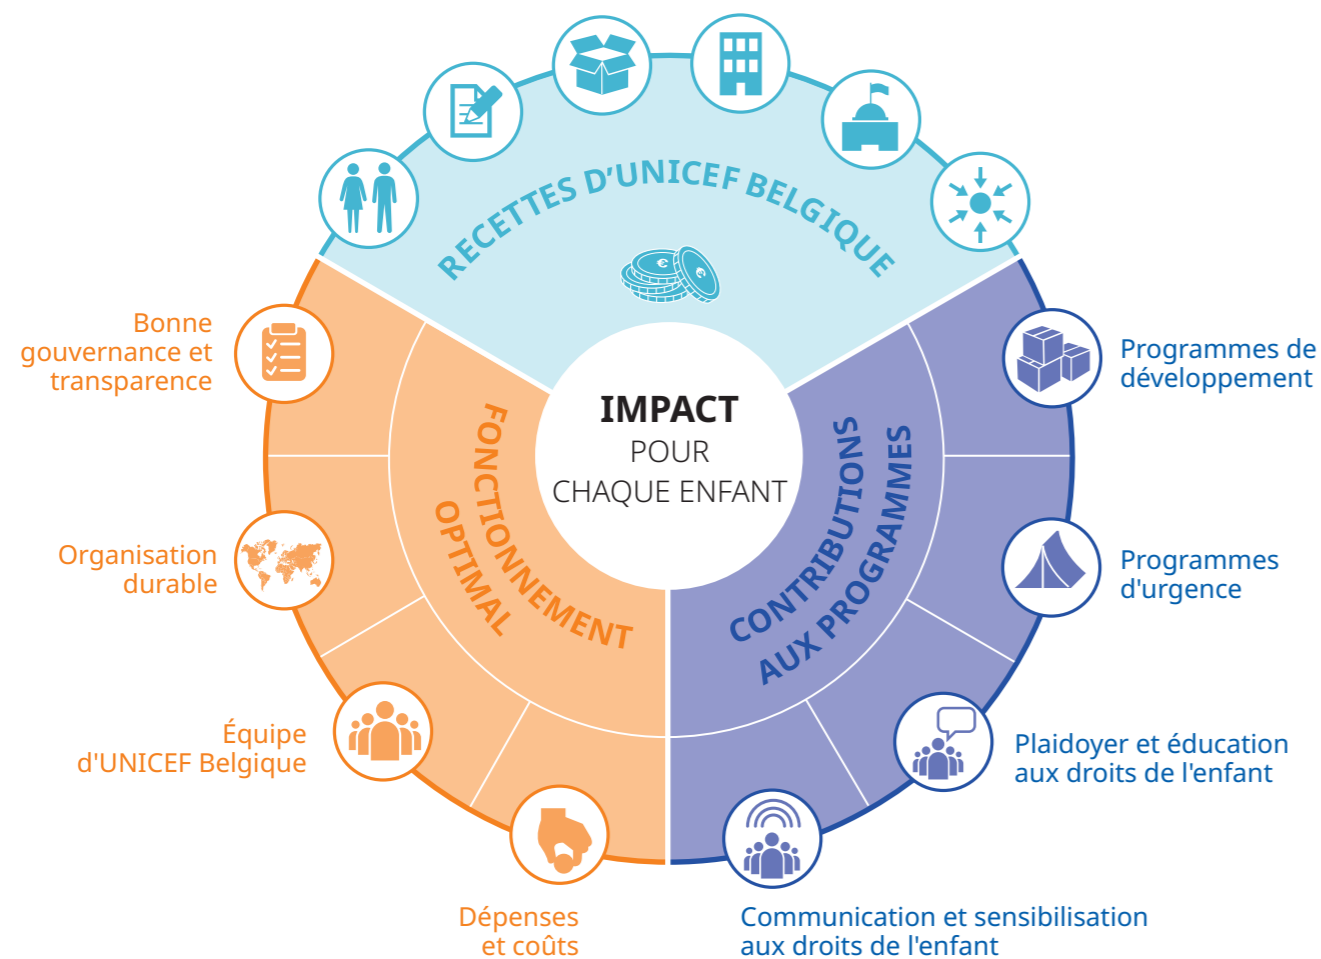 RECETTES D’UNICEF BELGIQUE
IMPACT
POUR
CHAQUE ENFANT
FONCTIONNEMENT
OPTIMAL
CONTRIBUTIONS
AUX PROGRAMMES
Bonne
gouvernance et
transparence
Organisation
durable
Équipe
d'UNICEF Belgique
Dépenses
et coûts
Programmes de
développement
Programmes
d'urgence
Plaidoyer et éducation
aux droits de l'enfant
Communication et sensibilisation
aux droits de l'enfant
€
€